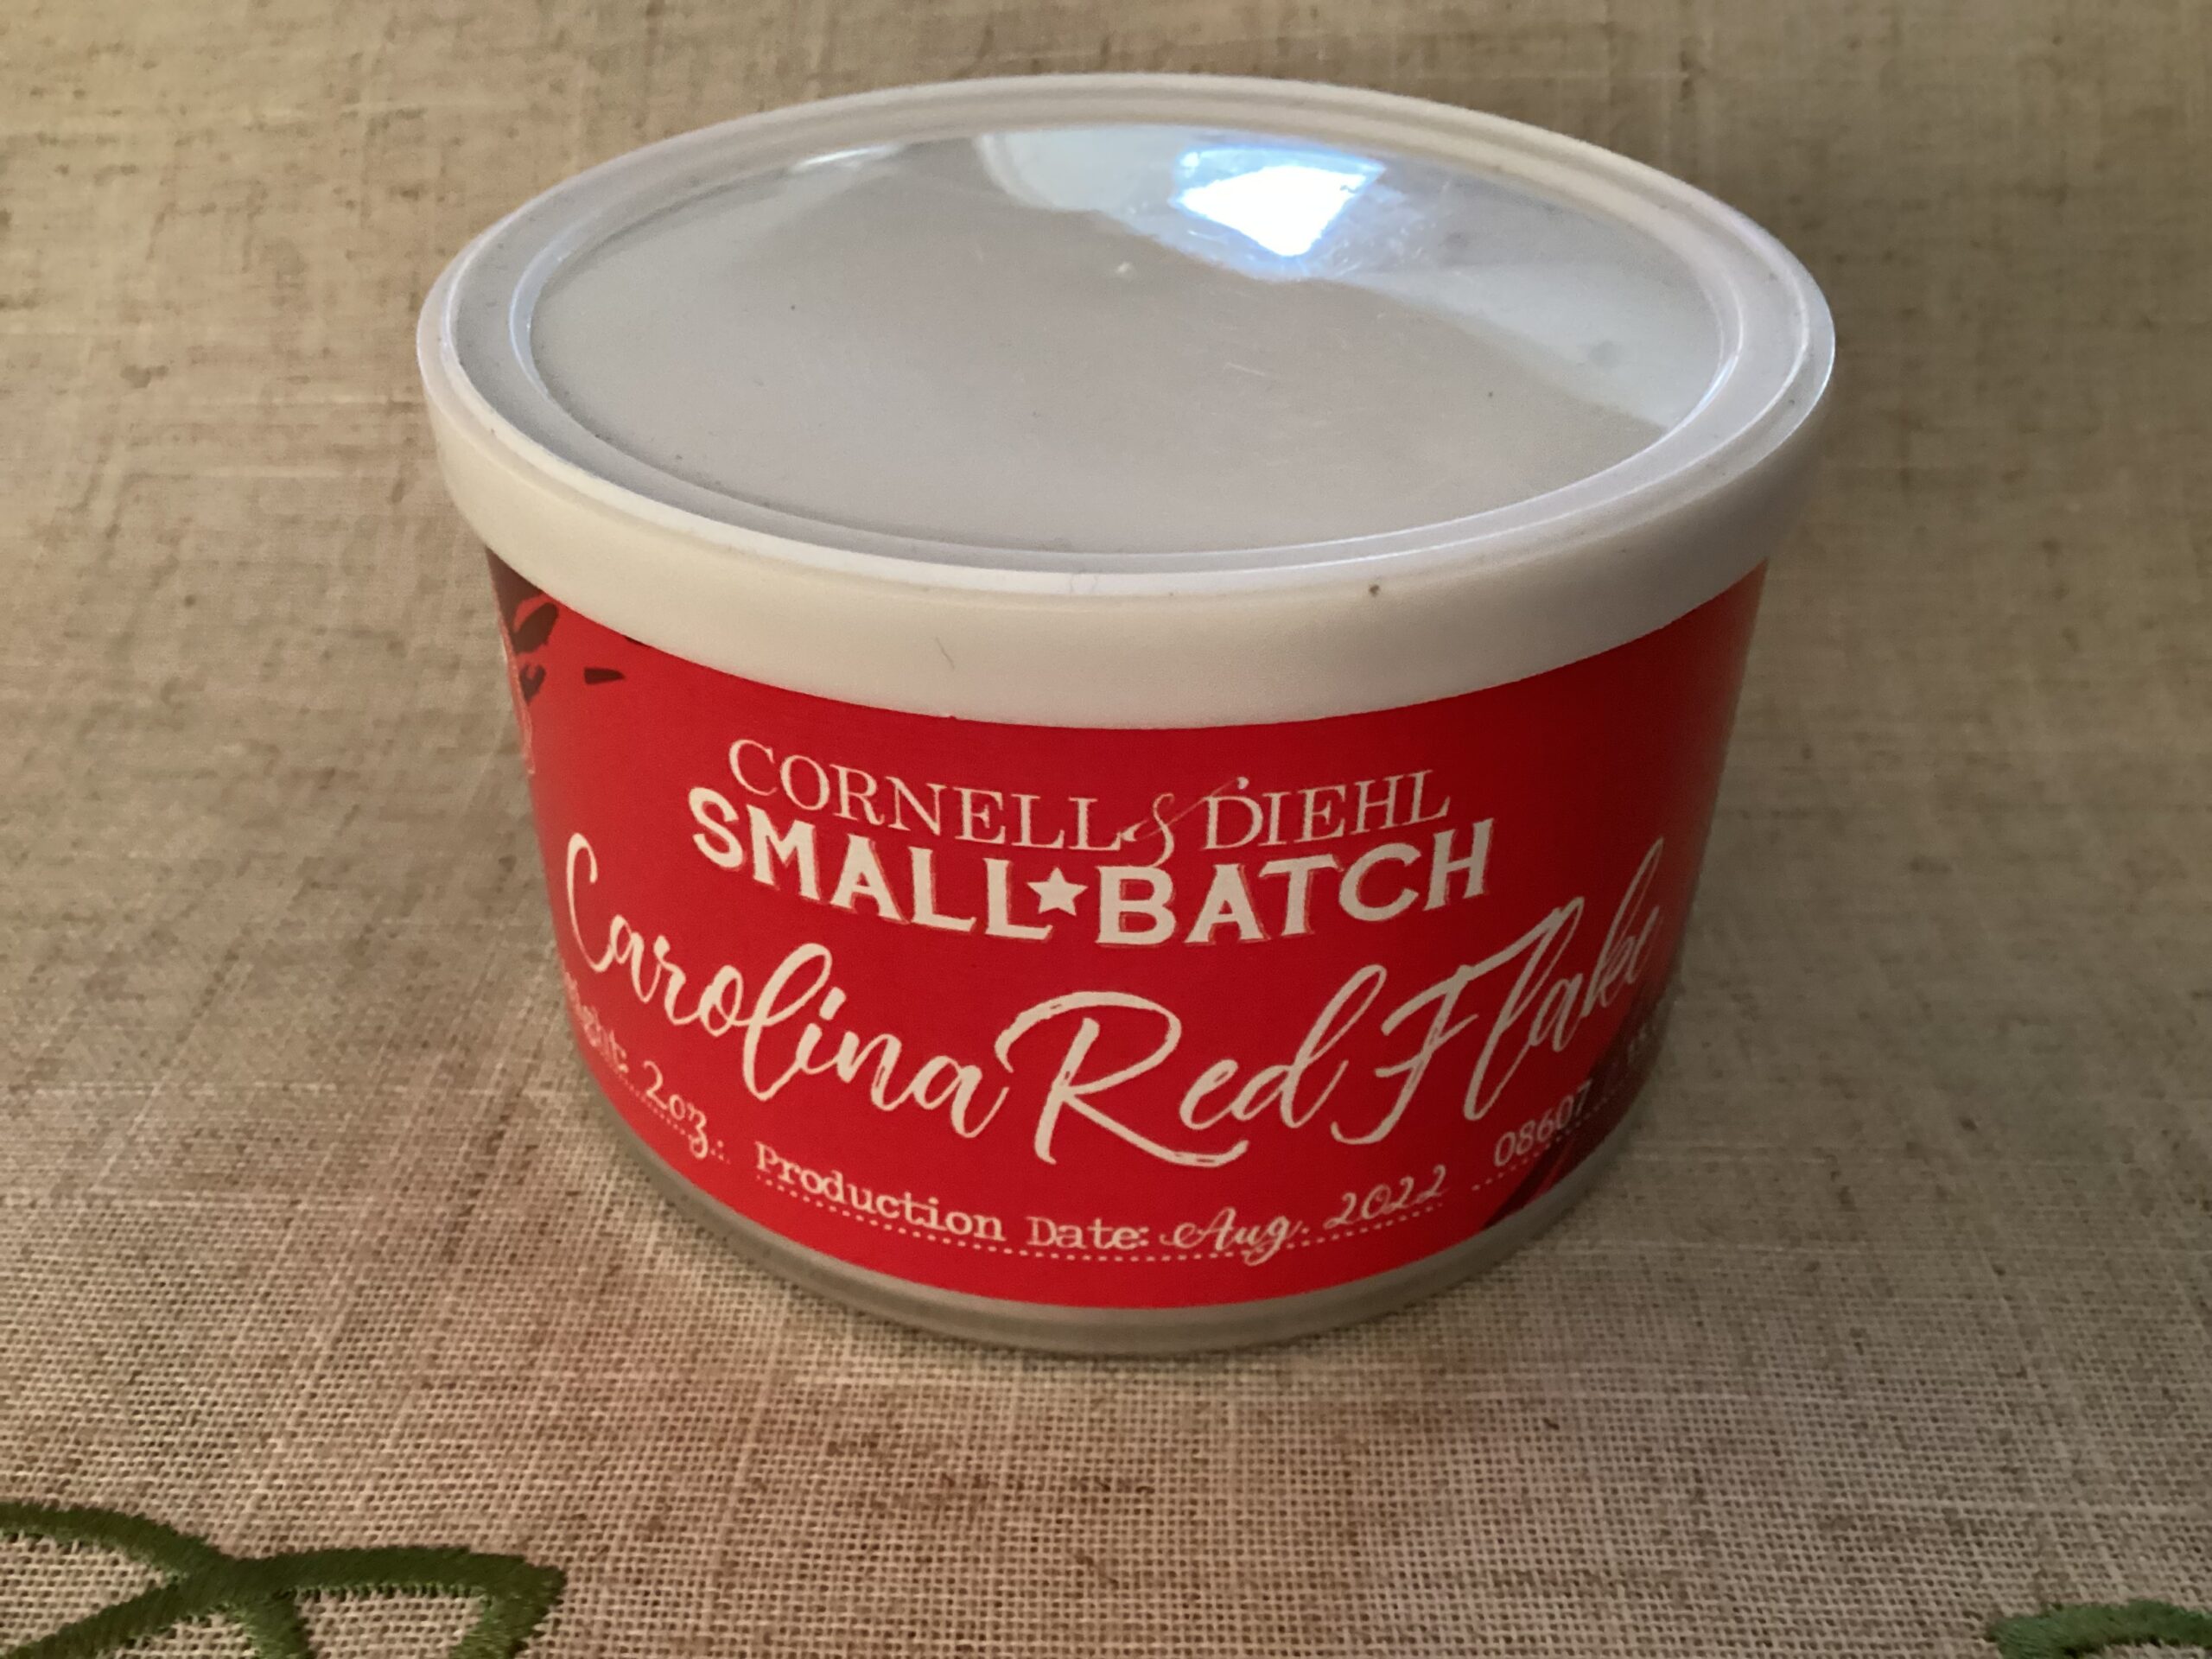 CORNELL & DIEHL
SMALL★BATCH
Carolina Red Flake
2oz. Production Date: Aug. 2022 08607